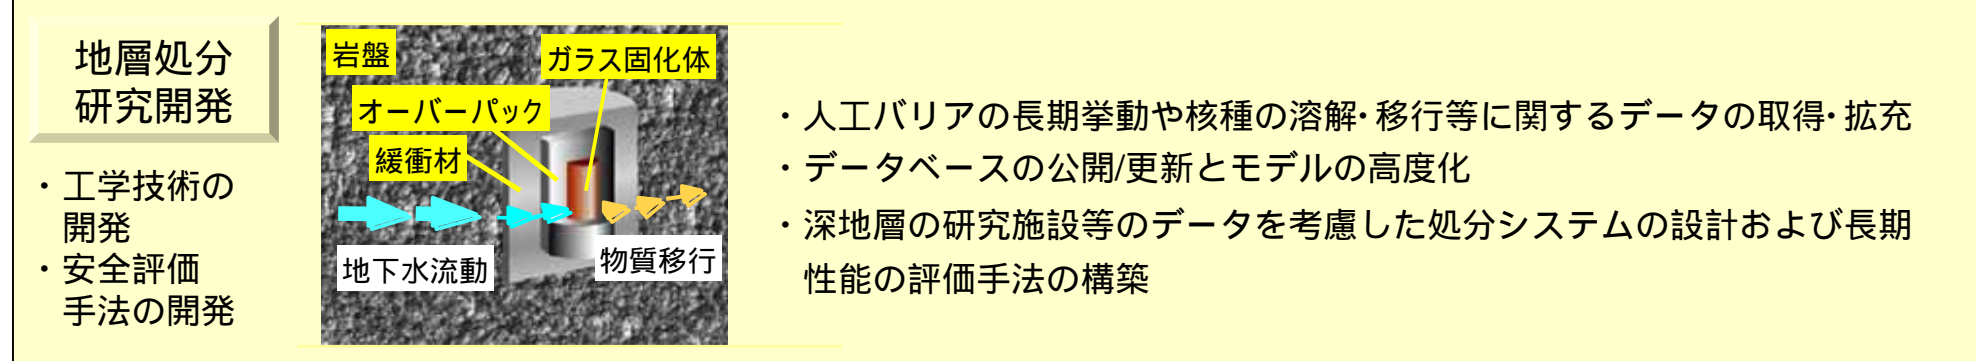 地層処分
研究開発
・工学技術の
開発
・安全評価
手法の開発
岩盤
ガラス固化体
オーバーパック
緩衝材
地下水流動
物質移行
・人工バリアの長期挙動や核種の溶解・移行等に関するデータの取得・拡充
・データベースの公開/更新とモデルの高度化
・深地層の研究施設等のデータを考慮した処分システムの設計および長期
性能の評価手法の構築